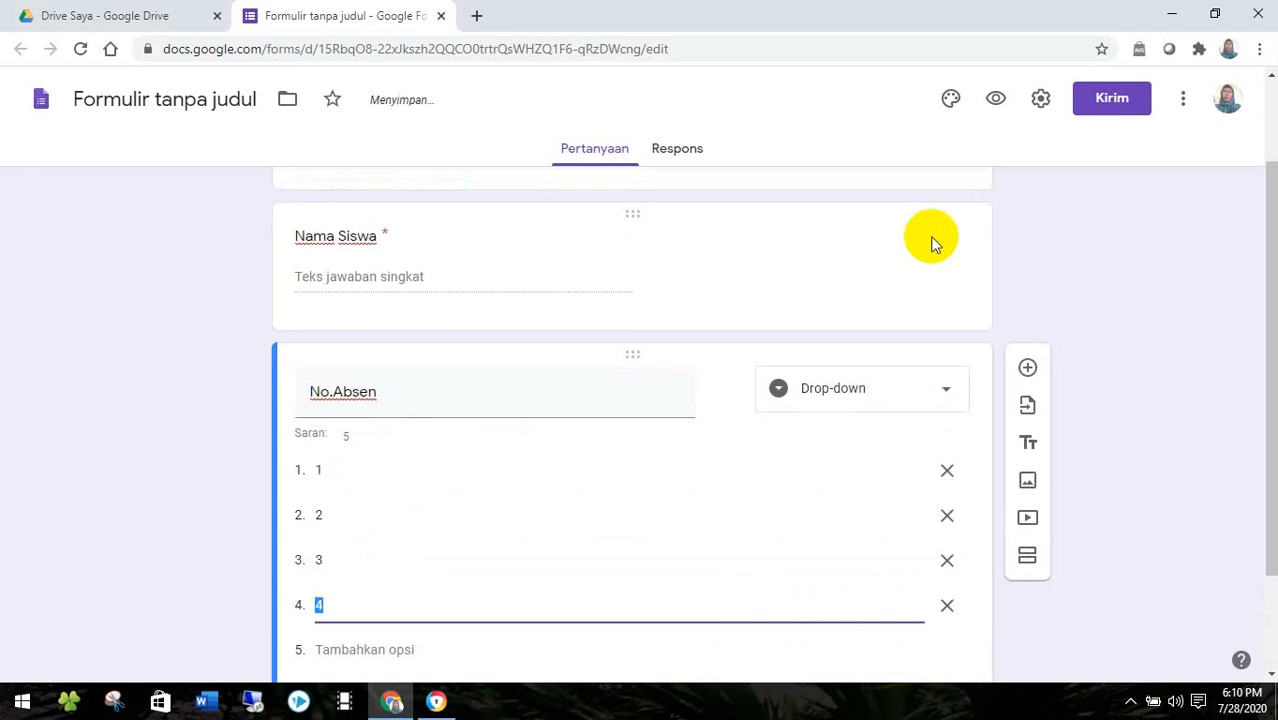 Drive Saya - Google Drive
Formulir tanpa judul - Google Fo
docs.google.com/forms/d/15RbqO8-22xJkszh2QQCO0trtrQsWHZQ1F6-qRzDWcng/edit
AVG
Formulir tanpa judul
Menyimpan...
Kirim
Pertanyaan
Respons
Nama Siswa *
Teks jawaban singkat
No.Absen
Drop-down
Saran: 5
1. 1
2. 2
3. 3
4. 4
5. Tambahkan opsi
6:10 PM
7/28/2020